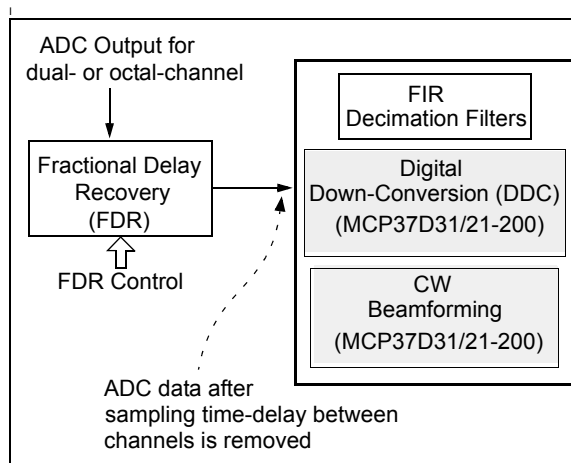 ADC Output for
dual- or octal-channel
Fractional Delay
Recovery
(FDR)
FDR Control
FIR
Decimation Filters
Digital
Down-Conversion (DDC)
(MCP37D31/21-200)
CW
Beamforming
(MCP37D31/21-200)
ADC data after
sampling time-delay between
channels is removed